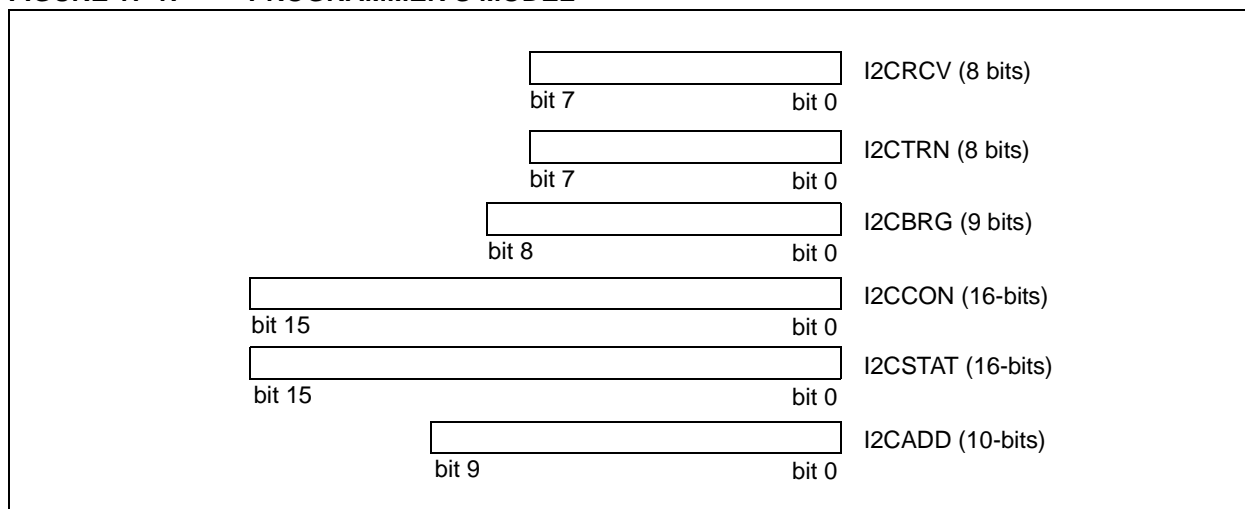 I2CRCV (8 bits)
bit 7 bit 0
I2CTRN (8 bits)
bit 7 bit 0
I2CBRG (9 bits)
bit 8 bit 0
I2CCON (16-bits)
bit 15 bit 0
I2CSTAT (16-bits)
bit 15 bit 0
I2CADD (10-bits)
bit 9 bit 0